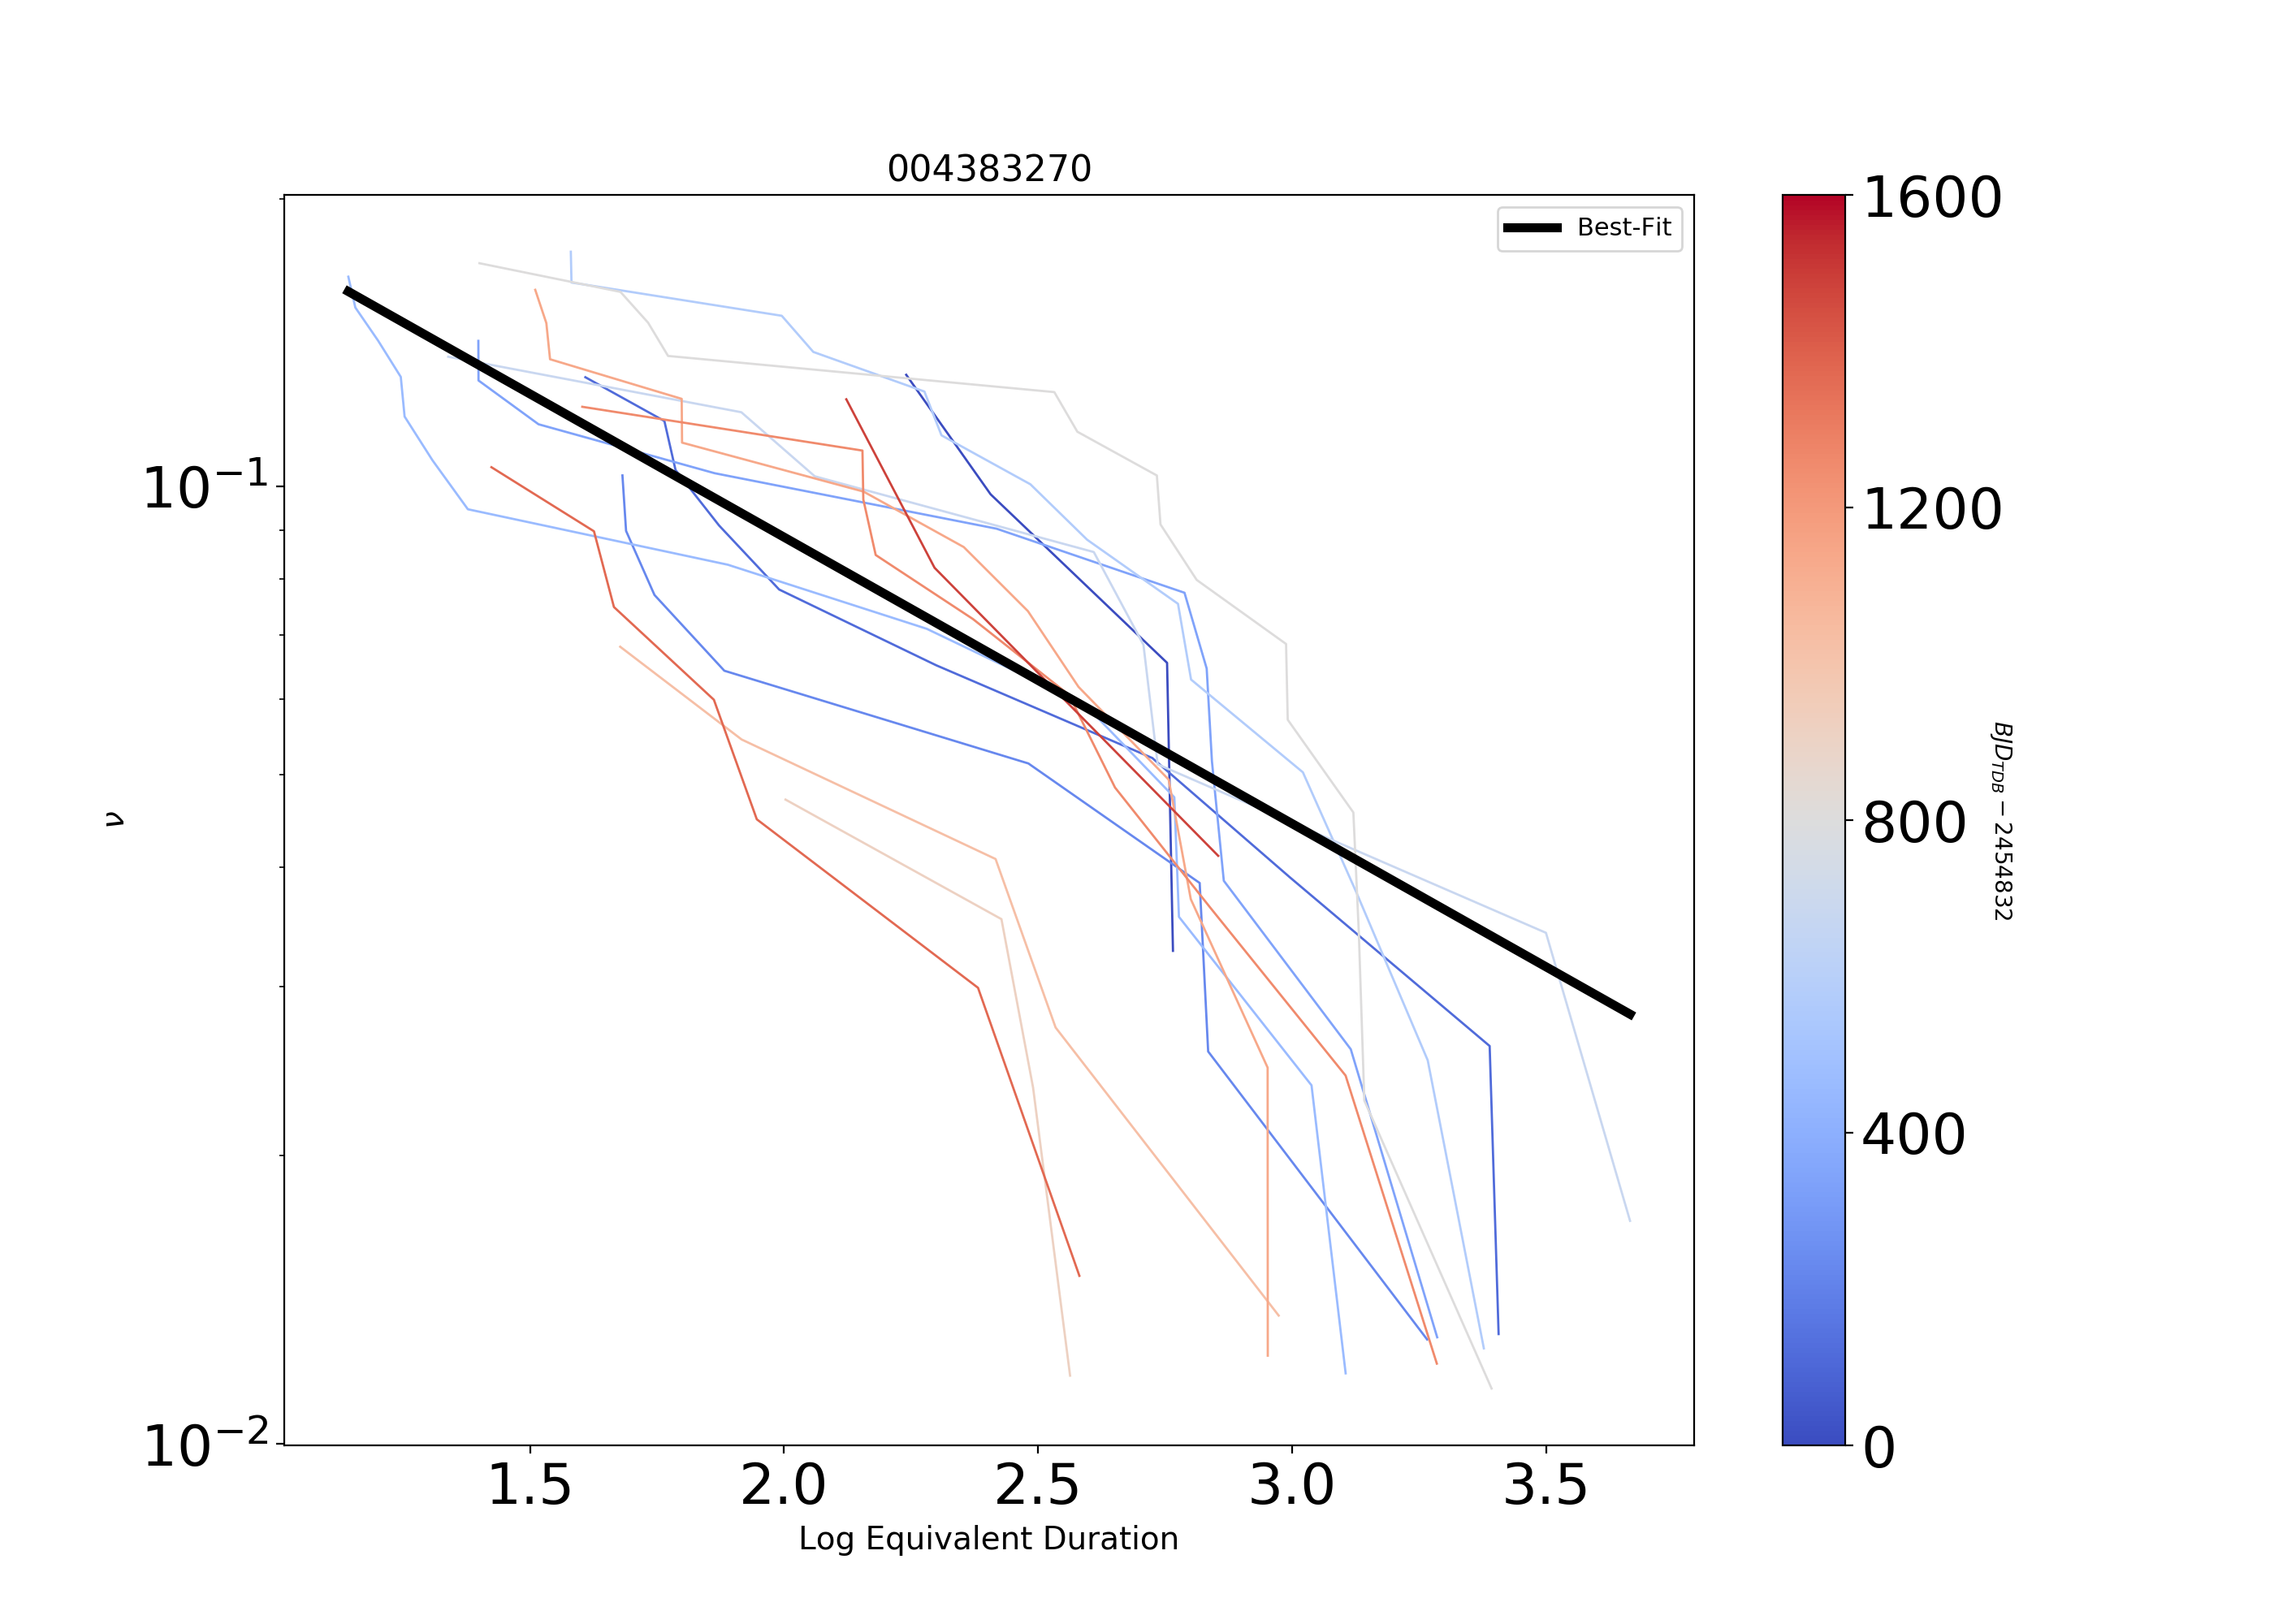 004383270
Best-Fit
10⁻¹
10⁻²
ν
1.5 2.0 2.5 3.0 3.5
Log Equivalent Duration
1600
1200
800
400
0
BJD_TDB − 2454832